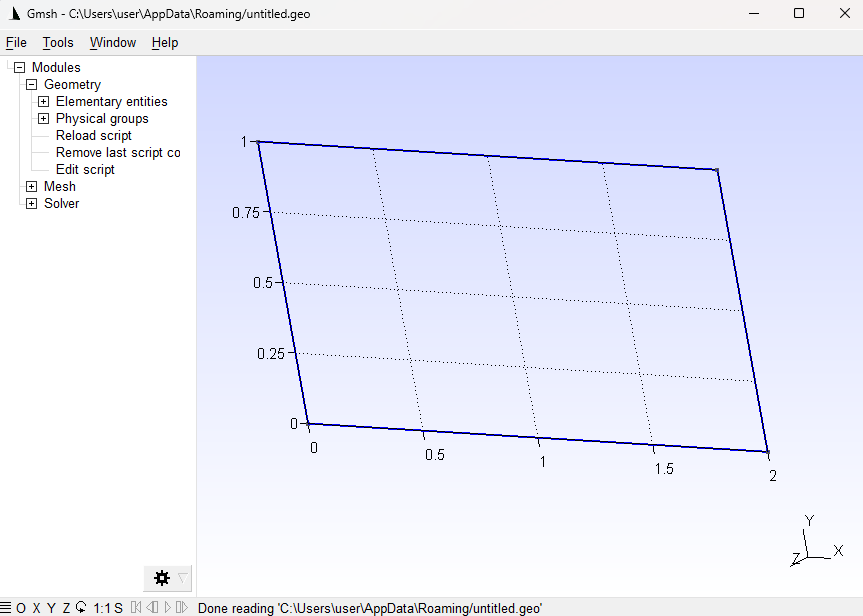 Gmsh - C:\Users\user\AppData\Roaming/untitled.geo
File Tools Window Help
Modules
Geometry
Elementary entities
Physical groups
Reload script
Remove last script co
Edit script
Mesh
Solver
1
0.75
0.5
0.25
0
0 0.5 1 1.5 2
Y
X
Z
O X Y Z 1:1 S Done reading 'C:\Users\user\AppData\Roaming/untitled.geo'